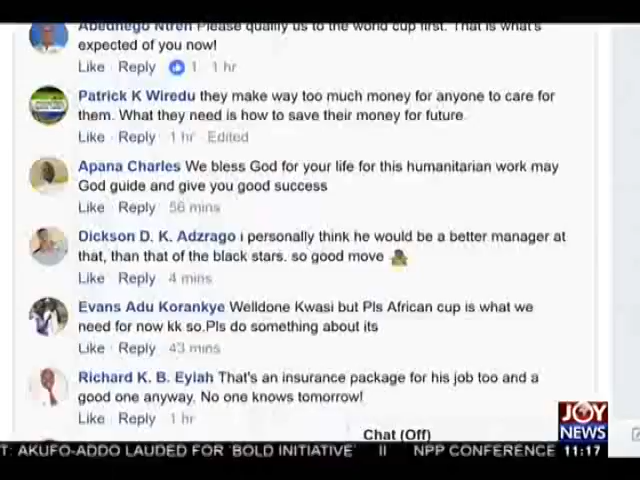 Abednego Ntreh Please qualify us to the world cup first. That is what's
expected of you now!
Like · Reply · 1 · 1 hr
Patrick K Wiredu they make way too much money for anyone to care for
them. What they need is how to save their money for future.
Like · Reply · 1 hr · Edited
Apana Charles We bless God for your life for this humanitarian work may
God guide and give you good success
Like · Reply · 56 mins
Dickson D. K. Adzrago i personally think he would be a better manager at
that, than that of the black stars. so good move
Like · Reply · 4 mins
Evans Adu Korankye Welldone Kwasi but Pls African cup is what we
need for now kk so.Pls do something about its
Like · Reply · 43 mins
Richard K. B. Eyiah That's an insurance package for his job too and a
good one anyway. No one knows tomorrow!
Like · Reply · 1 hr
Chat (Off)
JOY
NEWS
T: AKUFO-ADDO LAUDED FOR 'BOLD INITIATIVE' II NPP CONFERENCE 11:17